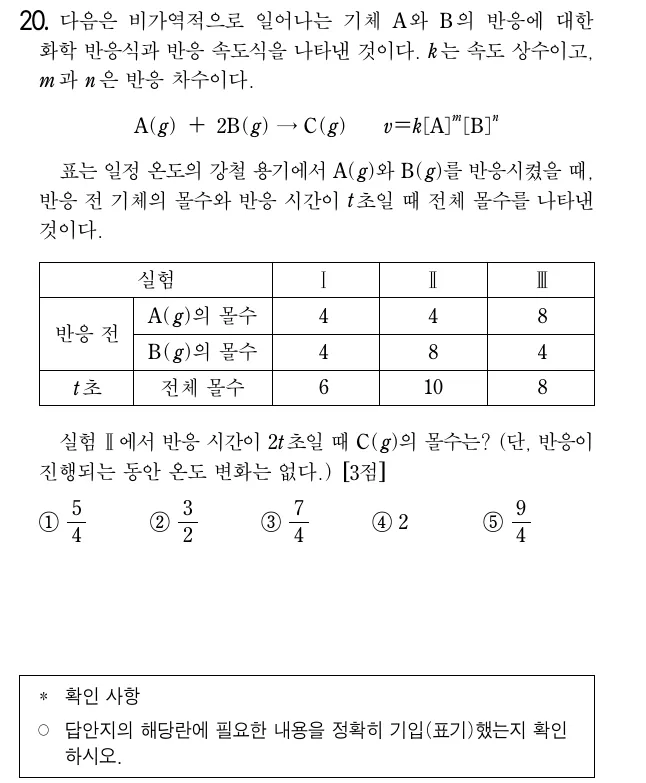 20. 다음은 비가역적으로 일어나는 기체 A와 B의 반응에 대한
화학 반응식과 반응 속도식을 나타낸 것이다. k는 속도 상수이고,
m과 n은 반응 차수이다.
A(g) + 2B(g) → C(g) v=k[A]^m[B]^n
표는 일정 온도의 강철 용기에서 A(g)와 B(g)를 반응시켰을 때,
반응 전 기체의 몰수와 반응 시간이 t초일 때 전체 몰수를 나타낸
것이다.
실험 Ⅰ Ⅱ Ⅲ
반응 전 A(g)의 몰수 4 4 8
B(g)의 몰수 4 8 4
t초 전체 몰수 6 10 8
실험 Ⅱ에서 반응 시간이 2t초일 때 C(g)의 몰수는? (단, 반응이
진행되는 동안 온도 변화는 없다.) [3점]
① 5/4 ② 3/2 ③ 7/4 ④ 2 ⑤ 9/4
* 확인 사항
○ 답안지의 해당란에 필요한 내용을 정확히 기입(표기)했는지 확인
하시오.